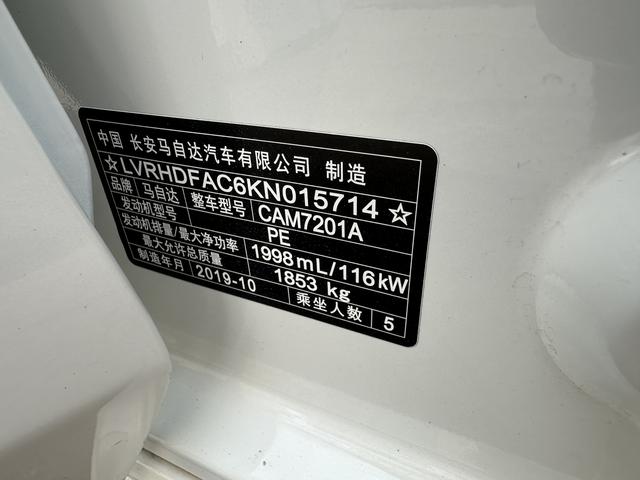 中国 长安马自达汽车有限公司 制造
☆LVRHDFAC6KN015714☆
品牌 马自达 整车型号 CAM7201A
发动机型号 PE
发动机排量/最大净功率 1998mL/116kW
最大允许总质量 1853 kg
制造年月 2019-10 乘坐人数 5